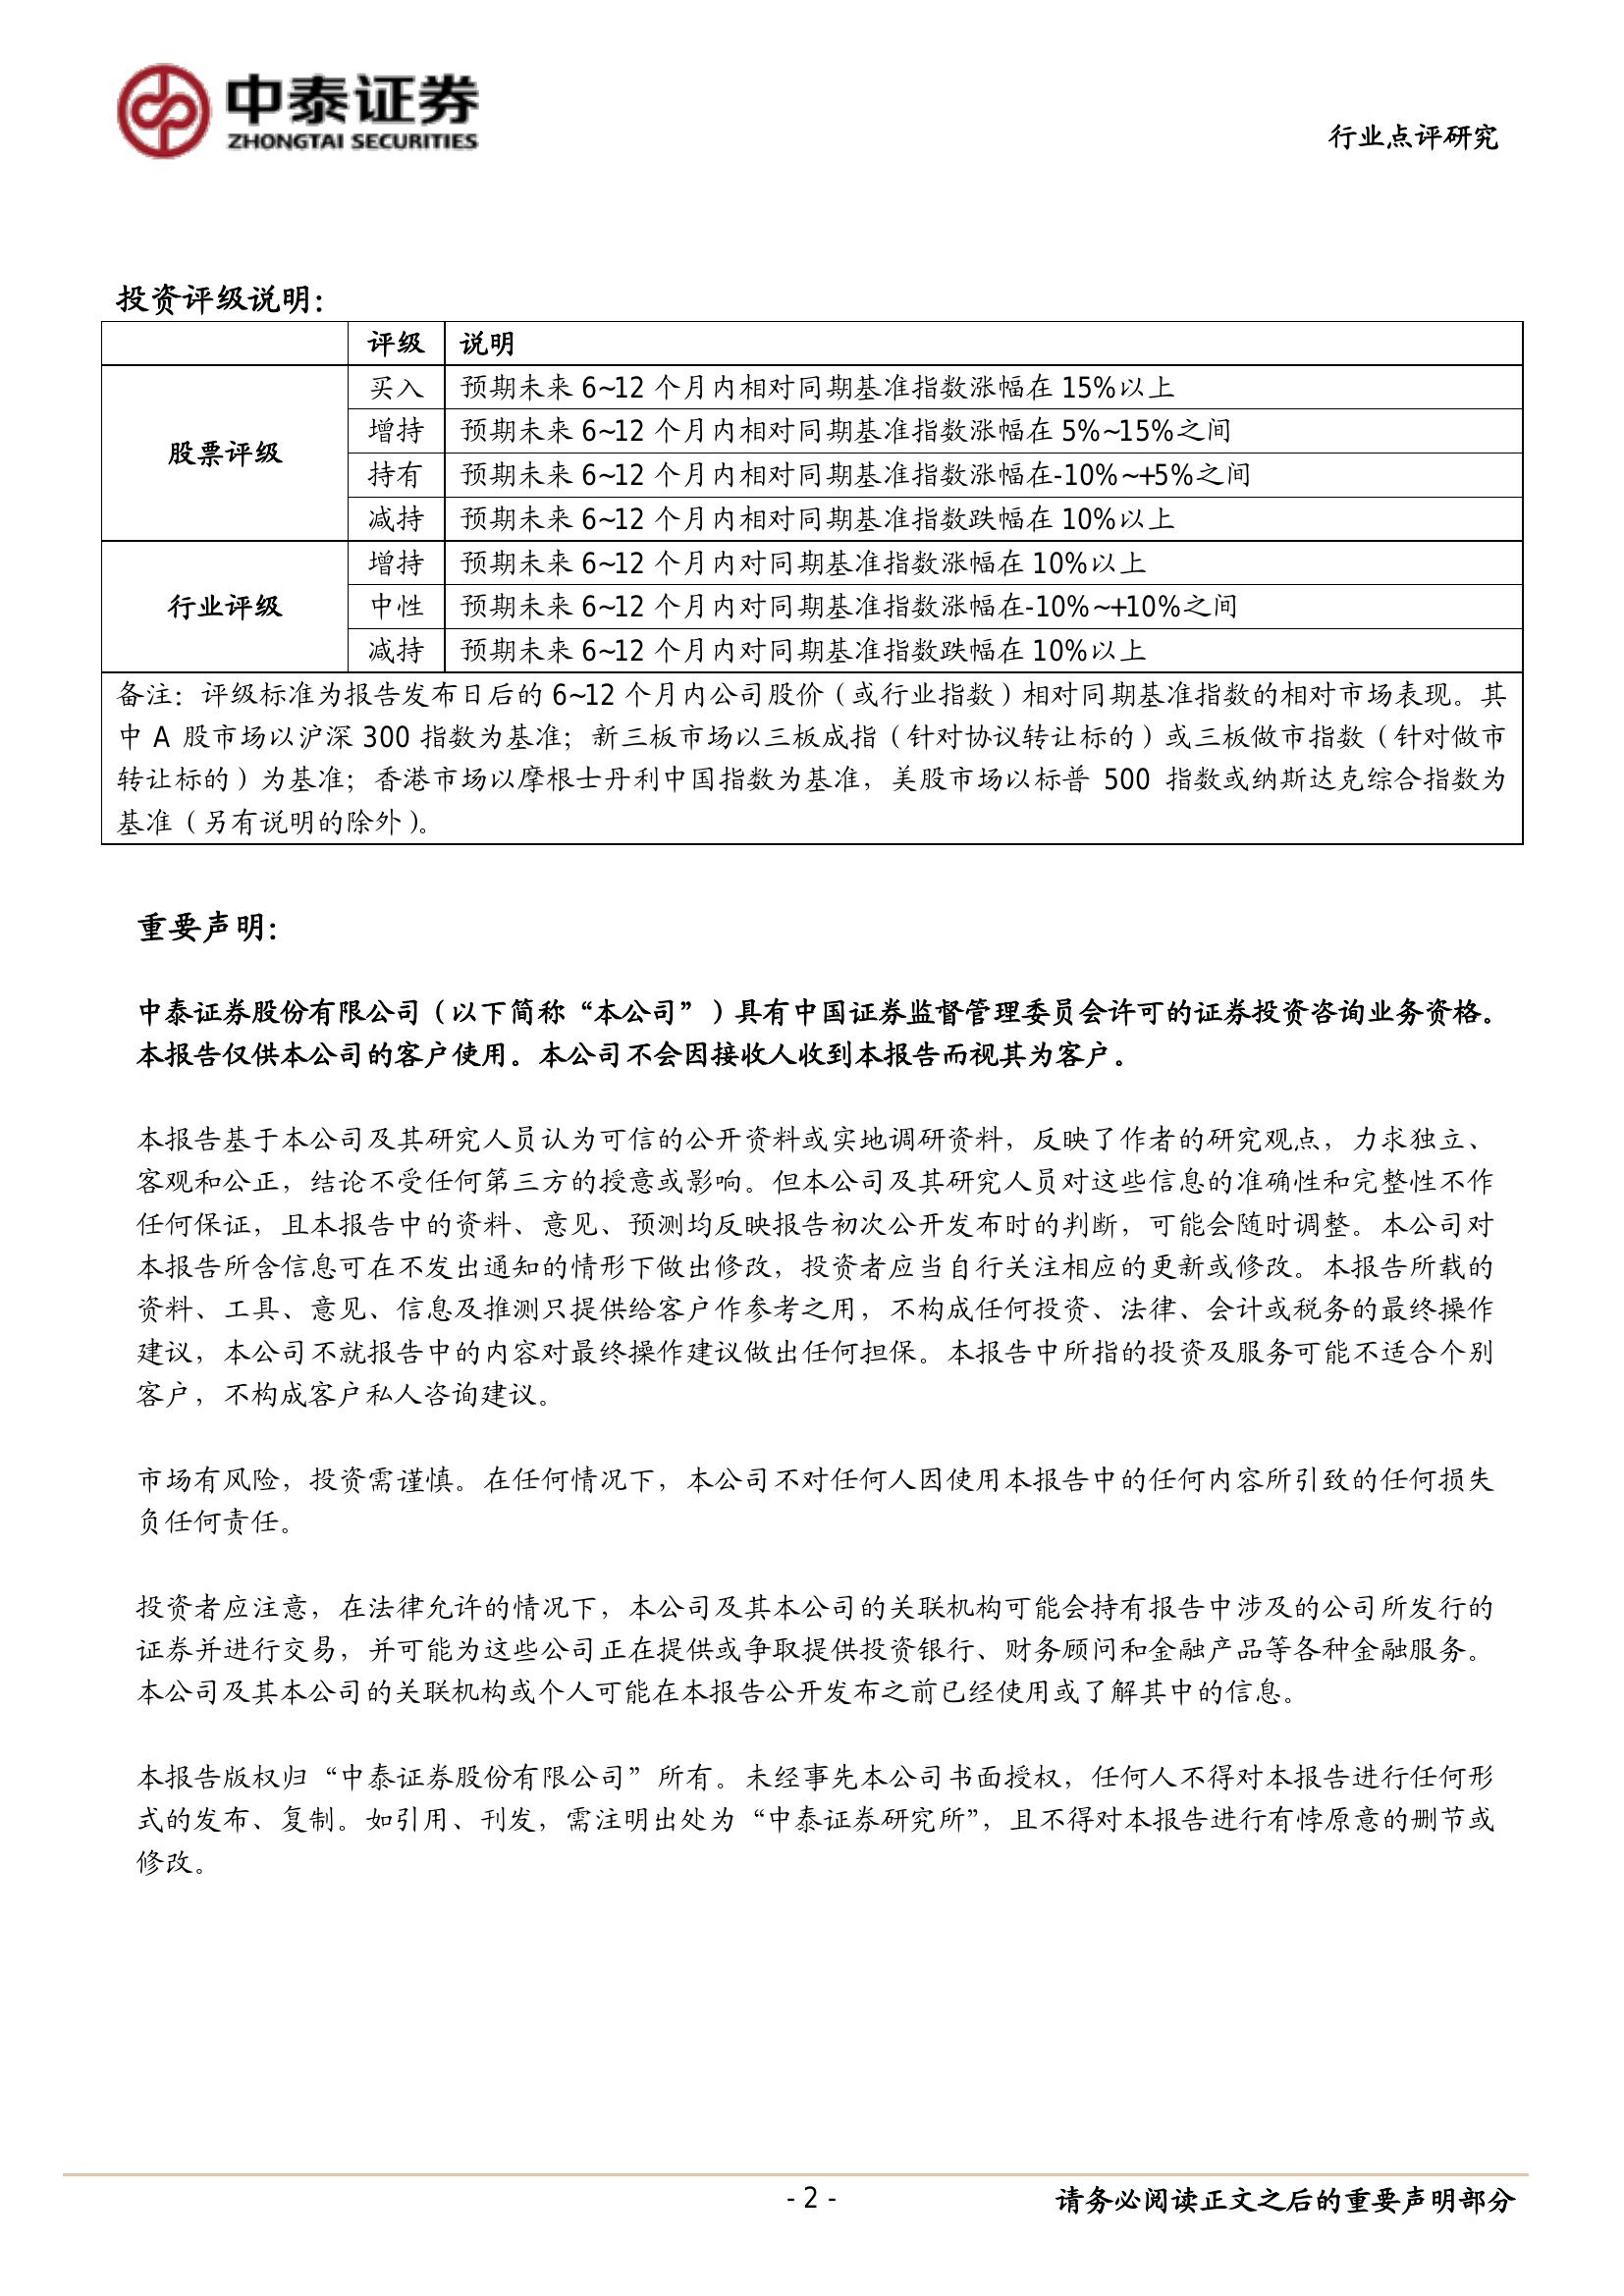 中泰证券
ZHONGTAI SECURITIES
行业点评研究
投资评级说明：
评级 说明
股票评级
买入 预期未来 6~12 个月内相对同期基准指数涨幅在 15%以上
增持 预期未来 6~12 个月内相对同期基准指数涨幅在 5%~15%之间
持有 预期未来 6~12 个月内相对同期基准指数涨幅在-10%~+5%之间
减持 预期未来 6~12 个月内相对同期基准指数跌幅在 10%以上
行业评级
增持 预期未来 6~12 个月内对同期基准指数涨幅在 10%以上
中性 预期未来 6~12 个月内对同期基准指数涨幅在-10%~+10%之间
减持 预期未来 6~12 个月内对同期基准指数跌幅在 10%以上
备注：评级标准为报告发布日后的 6~12 个月内公司股价（或行业指数）相对同期基准指数的相对市场表现。其
中 A 股市场以沪深 300 指数为基准；新三板市场以三板成指（针对协议转让标的）或三板做市指数（针对做市
转让标的）为基准；香港市场以摩根士丹利中国指数为基准，美股市场以标普 500 指数或纳斯达克综合指数为
基准（另有说明的除外）。
重要声明：
中泰证券股份有限公司（以下简称“本公司”）具有中国证券监督管理委员会许可的证券投资咨询业务资格。
本报告仅供本公司的客户使用。本公司不会因接收人收到本报告而视其为客户。
本报告基于本公司及其研究人员认为可信的公开资料或实地调研资料，反映了作者的研究观点，力求独立、
客观和公正，结论不受任何第三方的授意或影响。但本公司及其研究人员对这些信息的准确性和完整性不作
任何保证，且本报告中的资料、意见、预测均反映报告初次公开发布时的判断，可能会随时调整。本公司对
本报告所含信息可在不发出通知的情形下做出修改，投资者应当自行关注相应的更新或修改。本报告所载的
资料、工具、意见、信息及推测只提供给客户作参考之用，不构成任何投资、法律、会计或税务的最终操作
建议，本公司不就报告中的内容对最终操作建议做出任何担保。本报告中所指的投资及服务可能不适合个别
客户，不构成客户私人咨询建议。
市场有风险，投资需谨慎。在任何情况下，本公司不对任何人因使用本报告中的任何内容所引致的任何损失
负任何责任。
投资者应注意，在法律允许的情况下，本公司及其本公司的关联机构可能会持有报告中涉及的公司所发行的
证券并进行交易，并可能为这些公司正在提供或争取提供投资银行、财务顾问和金融产品等各种金融服务。
本公司及其本公司的关联机构或个人可能在本报告公开发布之前已经使用或了解其中的信息。
本报告版权归“中泰证券股份有限公司”所有。未经事先本公司书面授权，任何人不得对本报告进行任何形
式的发布、复制。如引用、刊发，需注明出处为“中泰证券研究所”，且不得对本报告进行有悖原意的删节或
修改。
- 2 -
请务必阅读正文之后的重要声明部分